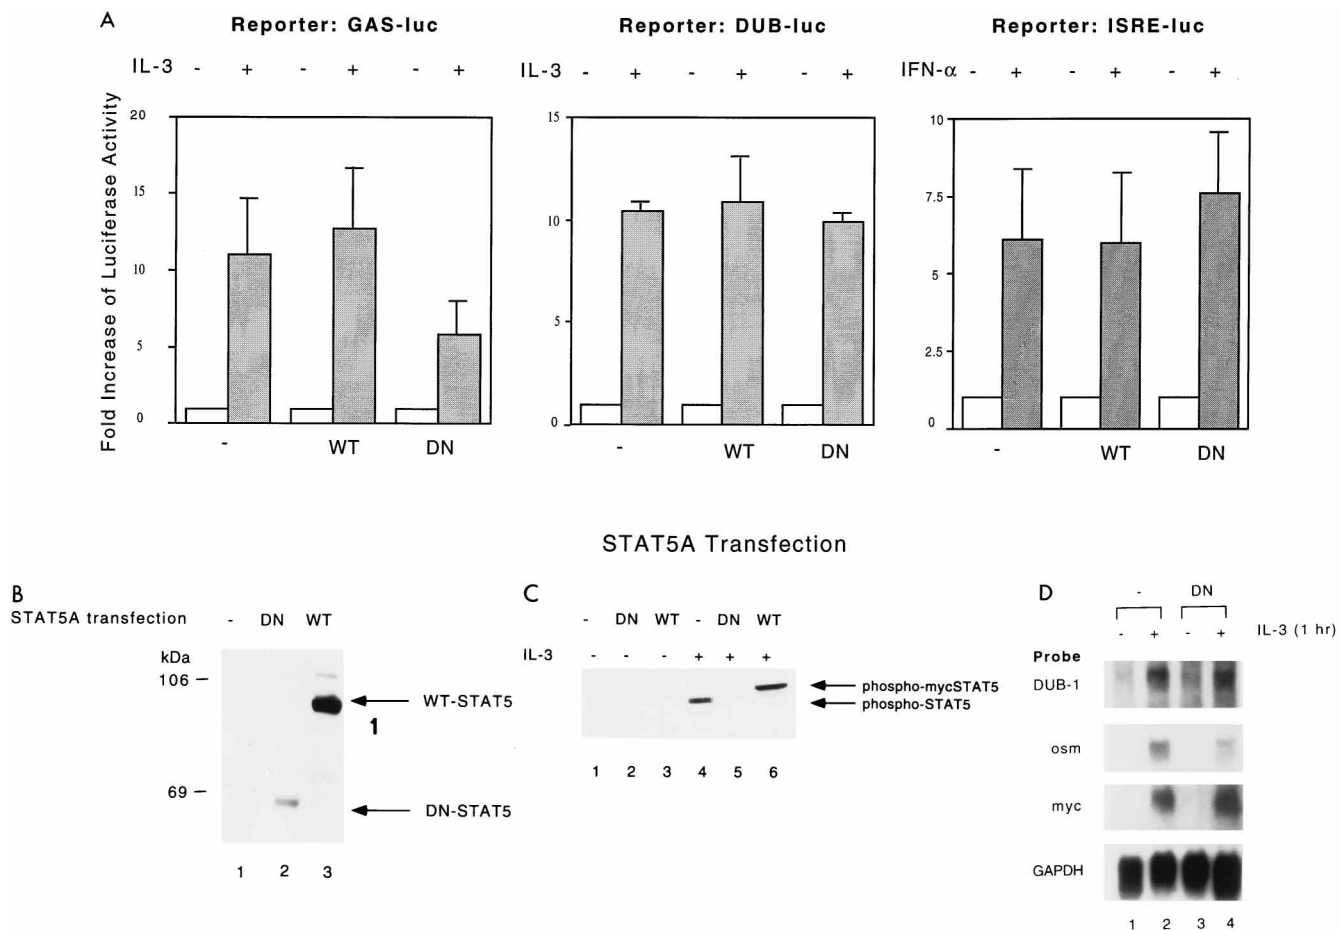 A
Reporter: GAS-luc
Reporter: DUB-luc
Reporter: ISRE-luc
IL-3 - + - + - +
IL-3 - + - + - +
IFN-α - + - + - +
Fold Increase of Luciferase Activity
20
15
10
5
0
15
10
5
0
10
7.5
5
2.5
0
- WT DN
- WT DN
- WT DN
STAT5A Transfection
B
STAT5A transfection - DN WT
kDa
106
69
WT-STAT5
1
DN-STAT5
1 2 3
C
- DN WT - DN WT
IL-3 - - - + + +
phospho-mycSTAT5
phospho-STAT5
1 2 3 4 5 6
D
- DN
- + - + IL-3 (1 hr)
Probe
DUB-1
osm
myc
GAPDH
1 2 3 4